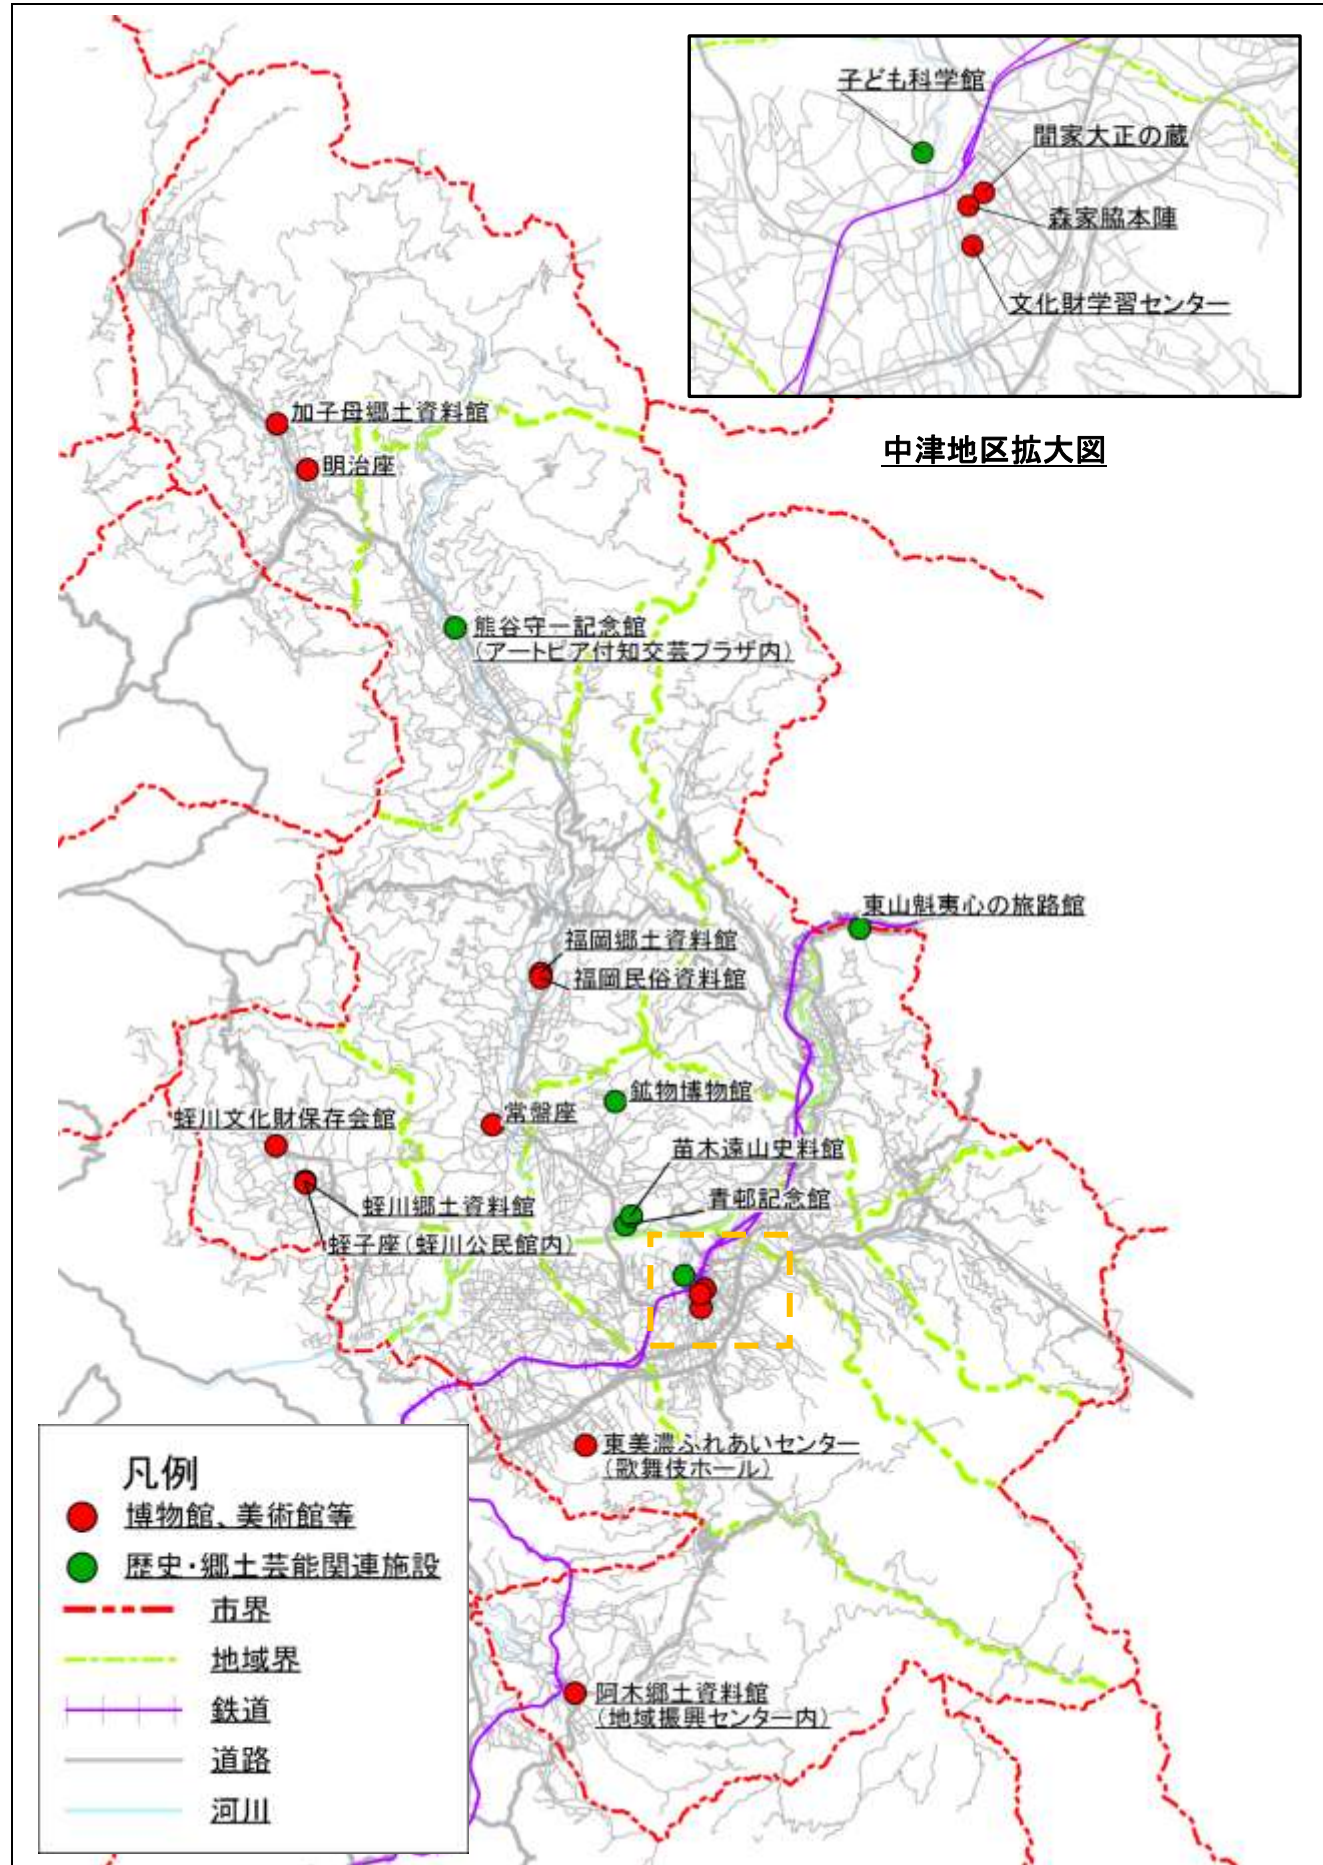 子ども科学館
間家大正の蔵
森家脇本陣
文化財学習センター
中津地区拡大図
加子母郷土資料館
明治座
熊谷守一記念館
(アートピア付知交芸プラザ内)
東山魁夷心の旅路館
福岡郷土資料館
福岡民俗資料館
鉱物博物館
常盤座
蛭川文化財保存会館
苗木遠山史料館
青邨記念館
蛭川郷土資料館
蛭子座(蛭川公民館内)
東美濃ふれあいセンター
(歌舞伎ホール)
阿木郷土資料館
(地域振興センター内)
凡例
博物館、美術館等
歴史・郷土芸能関連施設
市界
地域界
鉄道
道路
河川